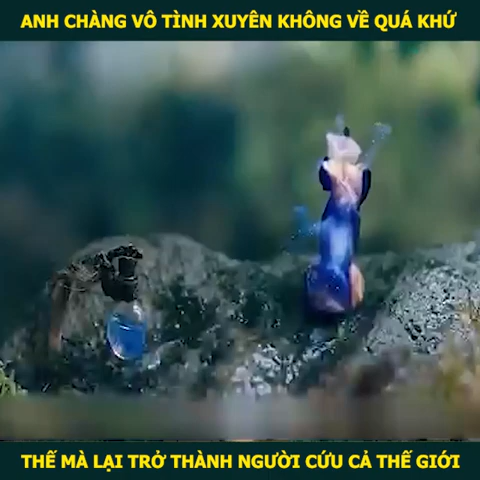 ANH CHÀNG VÔ TÌNH XUYÊN KHÔNG VỀ QUÁ KHỨ
THẾ MÀ LẠI TRỞ THÀNH NGƯỜI CỨU CẢ THẾ GIỚI